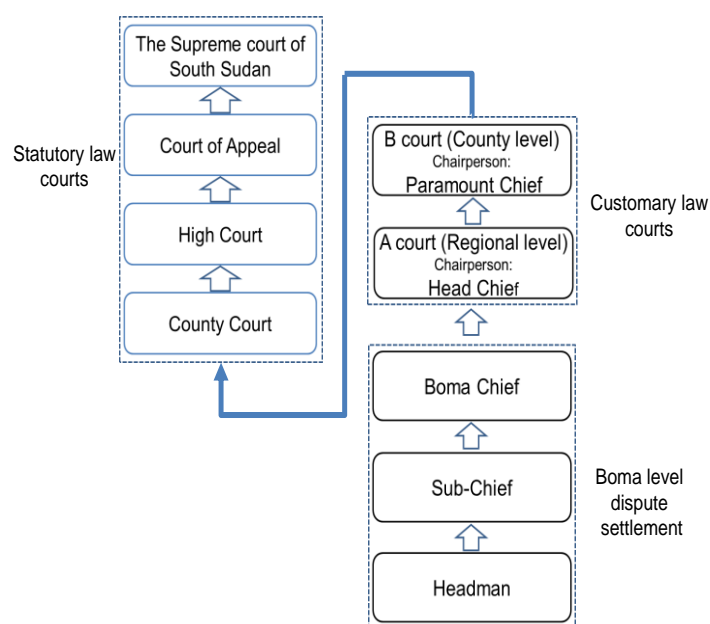 The Supreme court of
South Sudan
Court of Appeal
High Court
County Court
Statutory law
courts
B court (County level)
Chairperson:
Paramount Chief
A court (Regional level)
Chairperson:
Head Chief
Customary law
courts
Boma Chief
Sub-Chief
Headman
Boma level
dispute
settlement